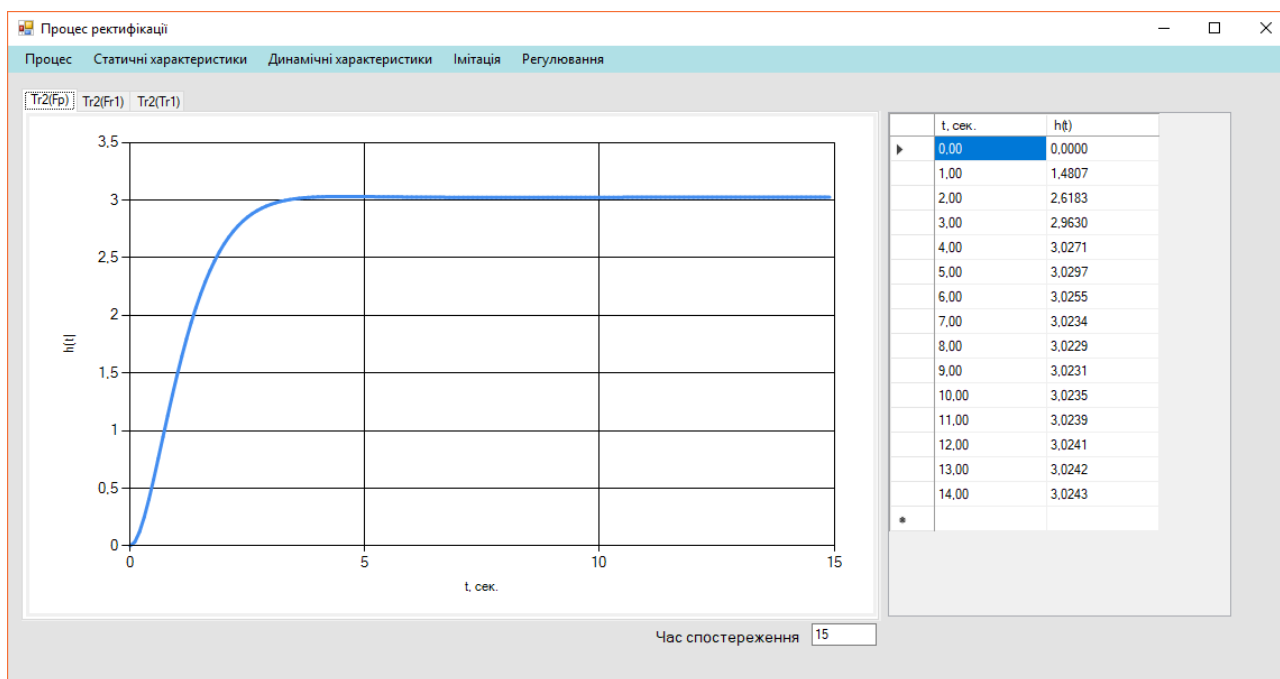 Процес ректифікації
Процес Статичні характеристики Динамічні характеристики Імітація Регулювання
Tr2(Fp) Tr2(Fr1) Tr2(Tr1)
3,5
3
2,5
2
1,5
1
0,5
0
h(t)
0 5 10 15
t, сек.
t, сек. h(t)
0,00 0,0000
1,00 1,4807
2,00 2,6183
3,00 2,9630
4,00 3,0271
5,00 3,0297
6,00 3,0255
7,00 3,0234
8,00 3,0229
9,00 3,0231
10,00 3,0235
11,00 3,0239
12,00 3,0241
13,00 3,0242
14,00 3,0243
Час спостереження 15